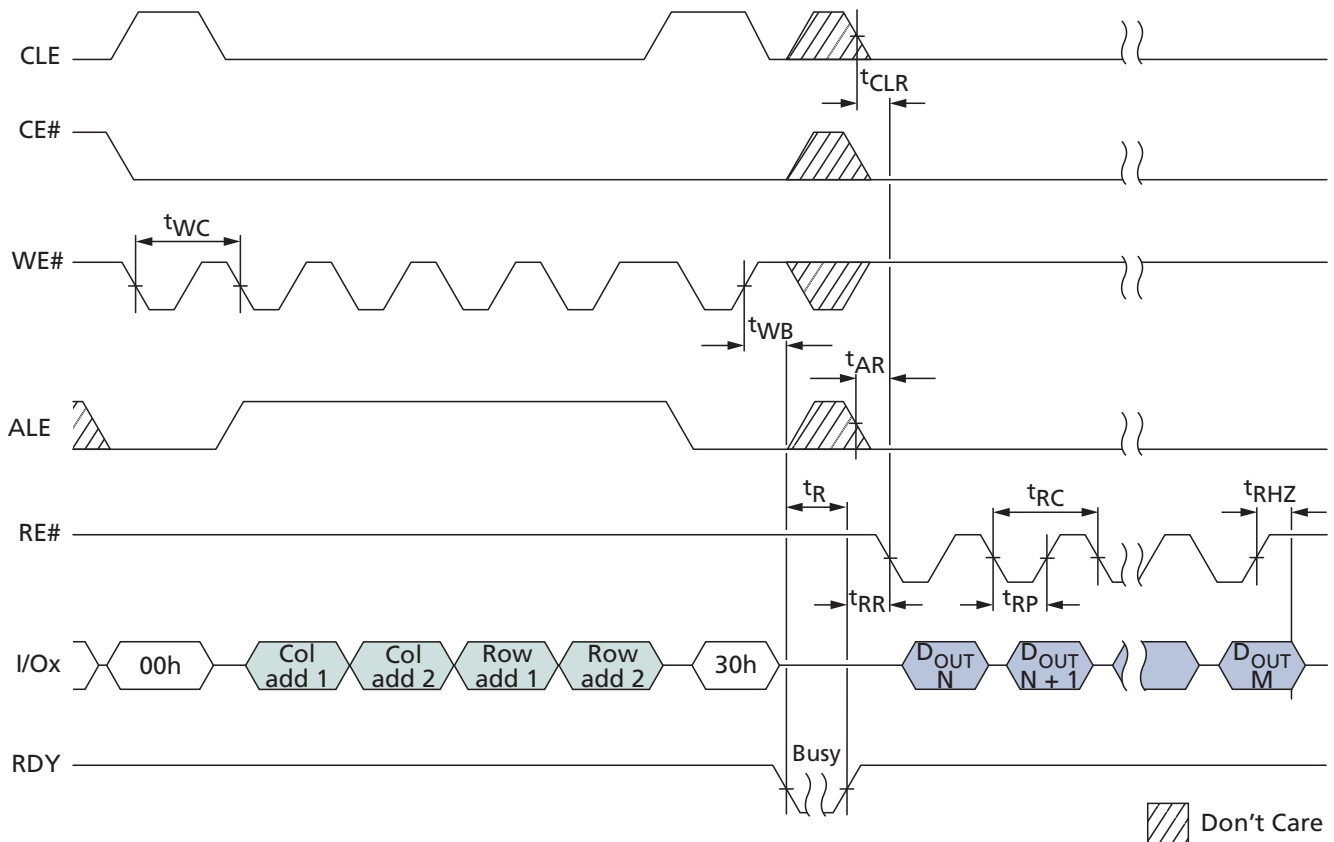 CLE
tCLR
CE#
tWC
WE#
tWB
tAR
ALE
tR
tRC
tRHZ
RE#
tRR
tRP
I/Ox
00h
Col
add 1
Col
add 2
Row
add 1
Row
add 2
30h
DOUT
N
DOUT
N + 1
DOUT
M
RDY
Busy
Don't Care